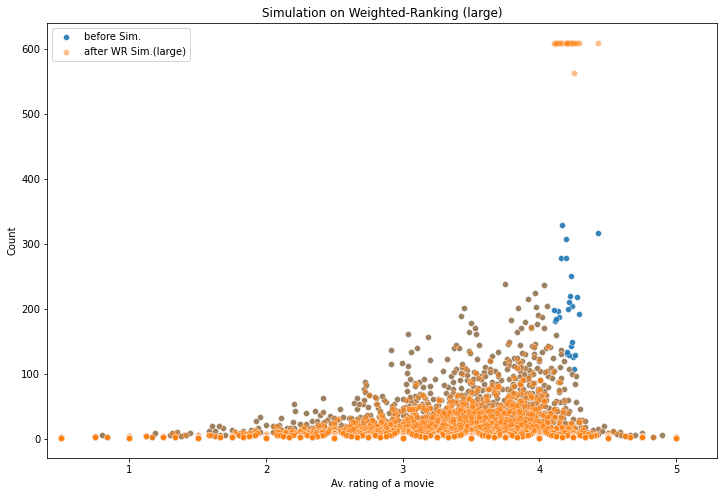 Simulation on Weighted-Ranking (large)
before Sim.
after WR Sim.(large)
600
500
400
300
200
100
0
Count
1 2 3 4 5
Av. rating of a movie